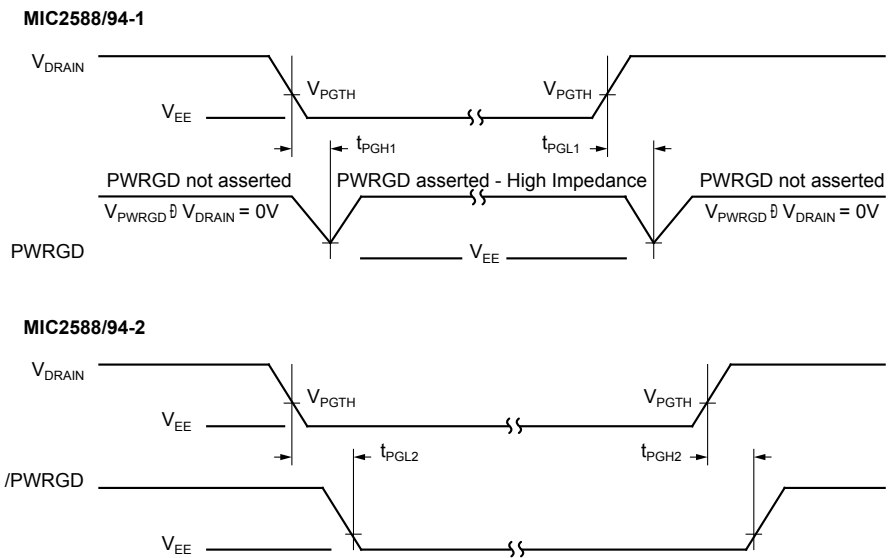 MIC2588/94-1
VDRAIN
VPGTH
VPGTH
VEE
tPGH1
tPGL1
PWRGD not asserted
PWRGD asserted - High Impedance
PWRGD not asserted
VPWRGD Đ VDRAIN = 0V
VPWRGD Đ VDRAIN = 0V
PWRGD
VEE
MIC2588/94-2
VDRAIN
VPGTH
VPGTH
VEE
tPGL2
tPGH2
/PWRGD
VEE